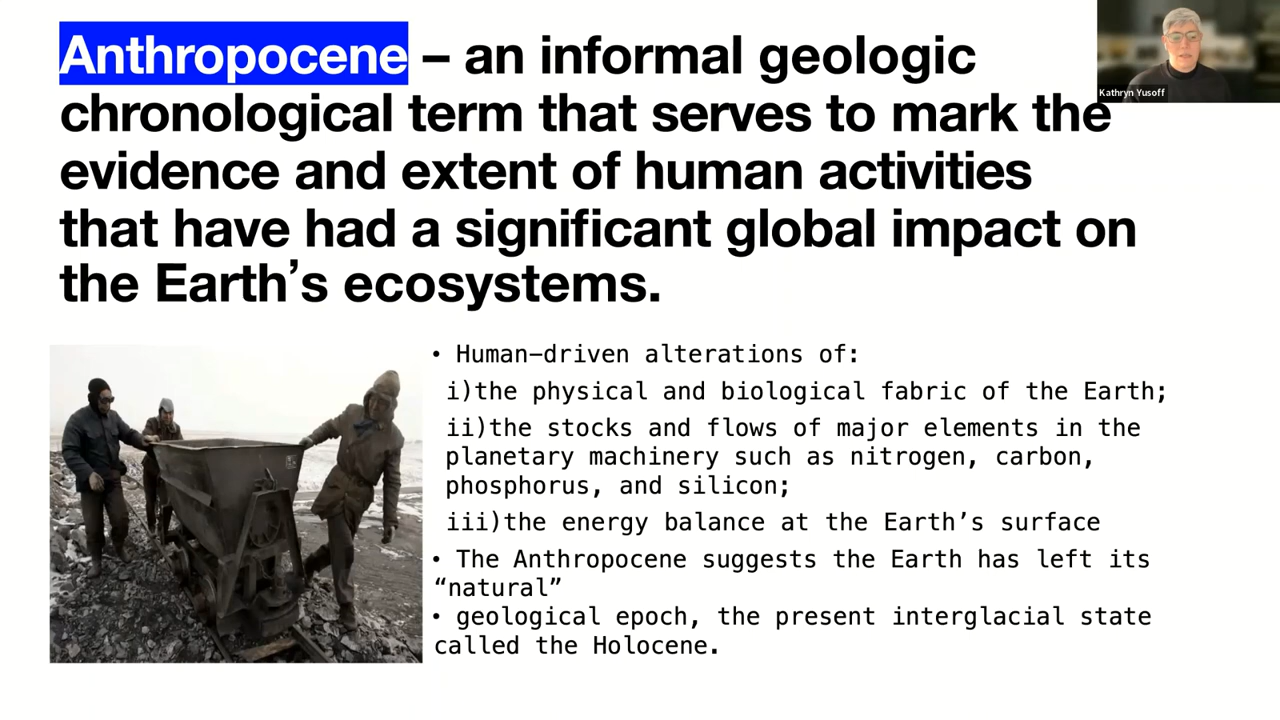 Anthropocene – an informal geologic
chronological term that serves to mark the
evidence and extent of human activities
that have had a significant global impact on
the Earth’s ecosystems.
Kathryn Yusoff
• Human–driven alterations of:
i)the physical and biological fabric of the Earth;
ii)the stocks and flows of major elements in the
planetary machinery such as nitrogen, carbon,
phosphorus, and silicon;
iii)the energy balance at the Earth’s surface
• The Anthropocene suggests the Earth has left its
“natural”
• geological epoch, the present interglacial state
called the Holocene.